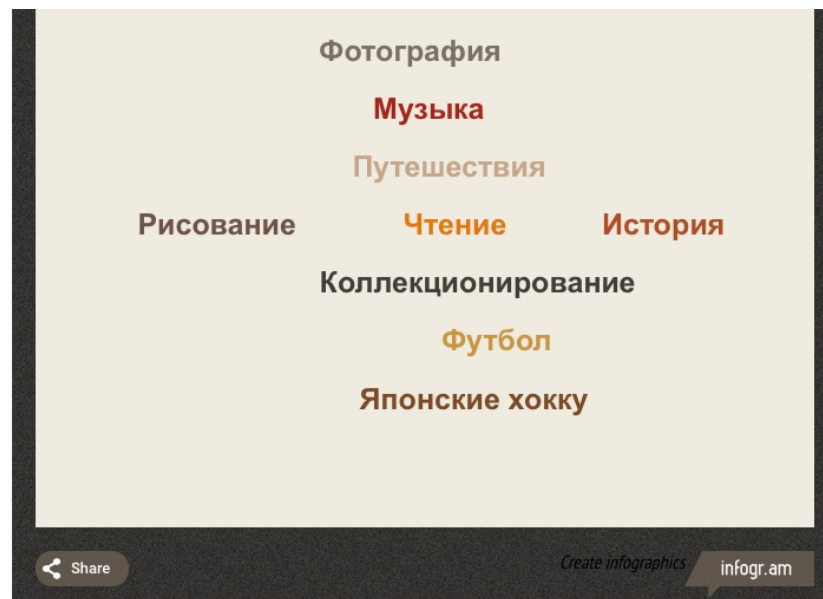 Фотография
Музыка
Путешествия
Рисование Чтение История
Коллекционирование
Футбол
Японские хокку
Share Create infographics infogr.am